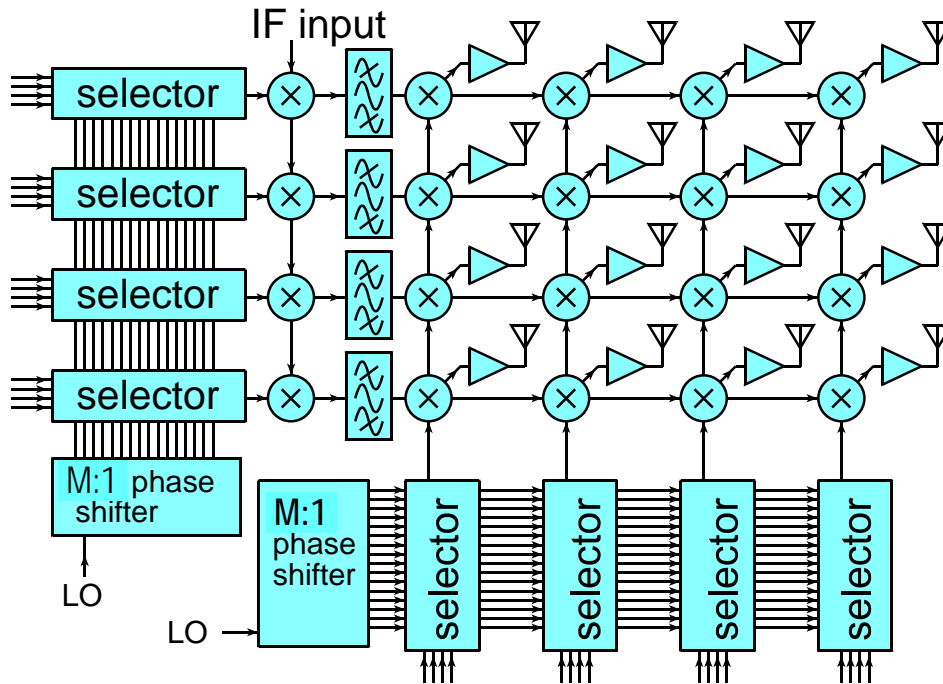 IF input
selector
selector
selector
selector
M:1 phase
shifter
LO
M:1
phase
shifter
LO
selector
selector
selector
selector